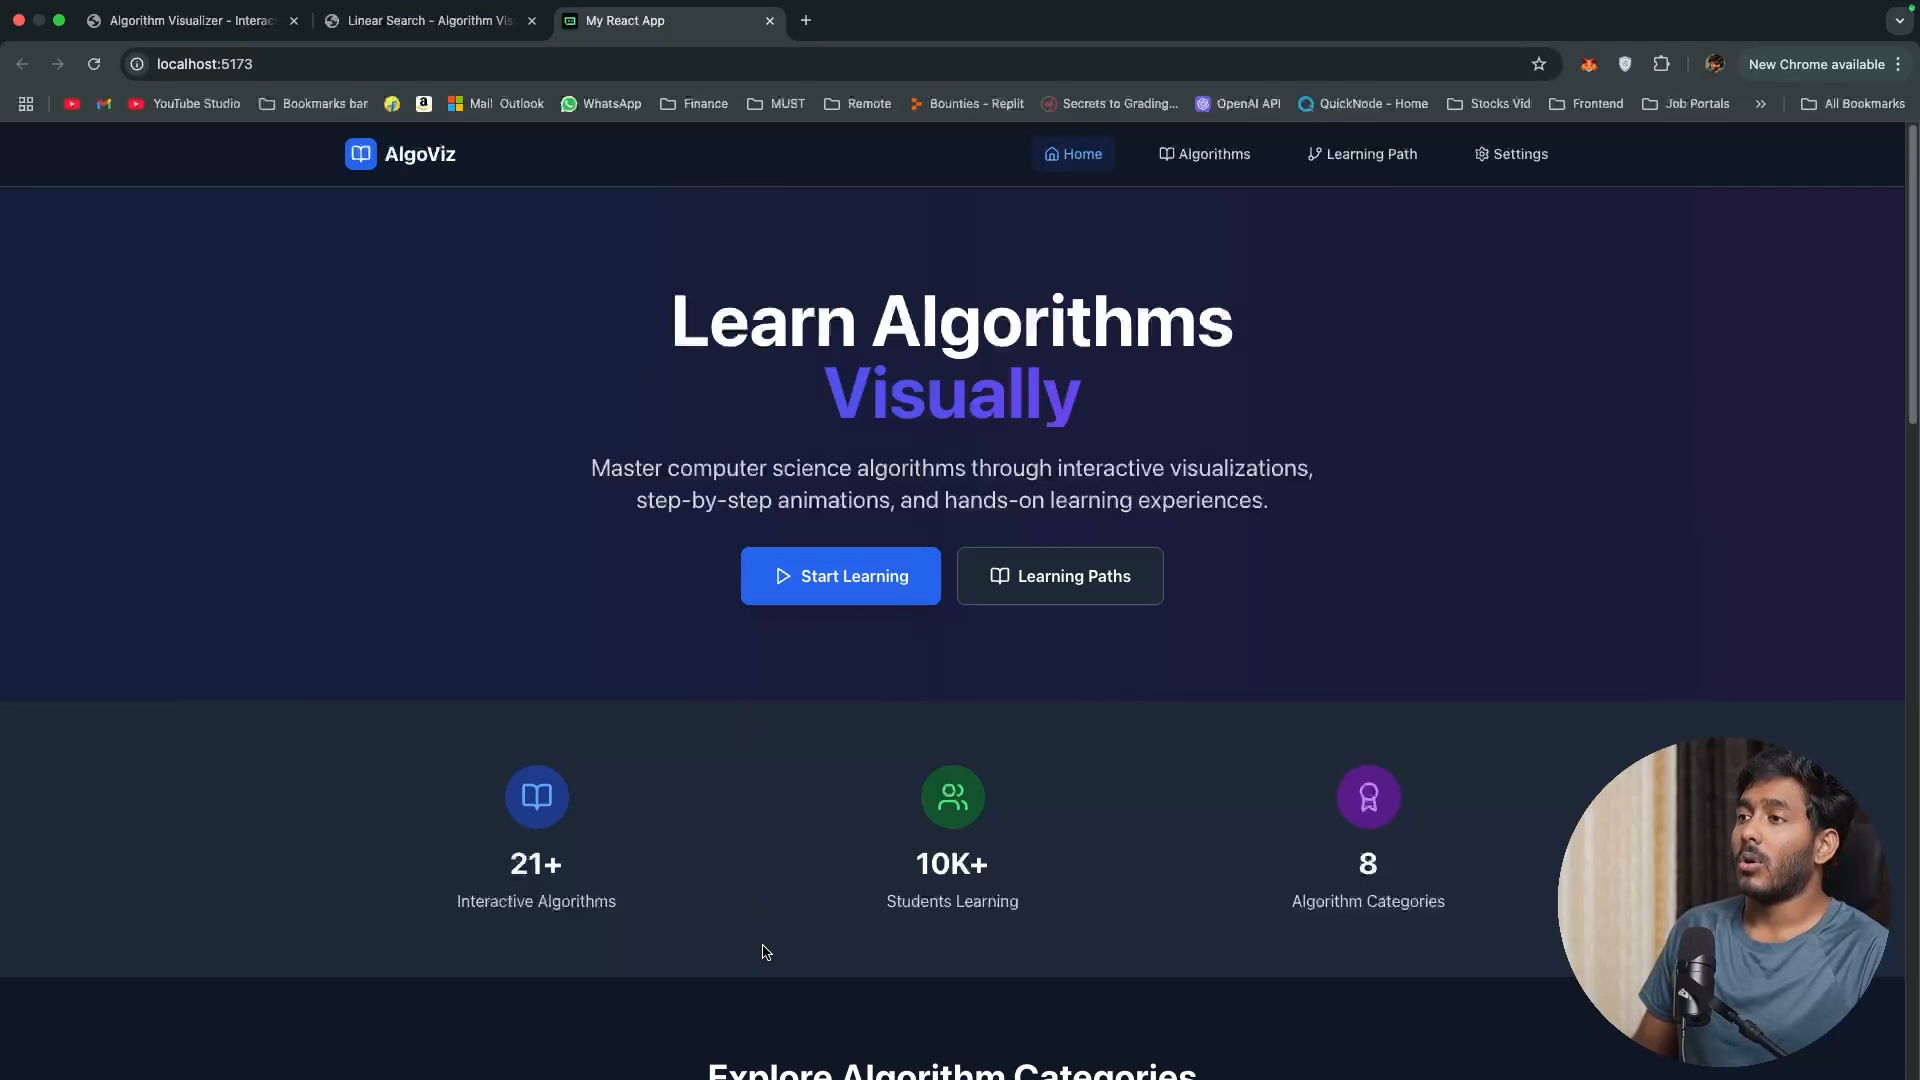 Algorithm Visualizer - Interac
Linear Search - Algorithm Vis
My React App
localhost:5173
New Chrome available
YouTube Studio
Bookmarks bar
Mail
Outlook
WhatsApp
Finance
MUST
Remote
Bounties - Replit
Secrets to Grading...
OpenAI API
QuickNode - Home
Stocks Vid
Frontend
Job Portals
All Bookmarks
AlgoViz
Home
Algorithms
Learning Path
Settings
Learn Algorithms
Visually
Master computer science algorithms through interactive visualizations,
step-by-step animations, and hands-on learning experiences.
Start Learning
Learning Paths
21+
Interactive Algorithms
10K+
Students Learning
8
Algorithm Categories
Explore Algorithm Categories